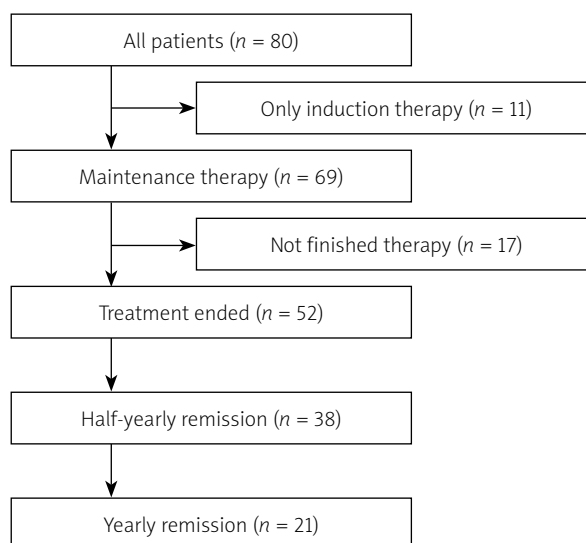 All patients (n = 80)
Only induction therapy (n = 11)
Maintenance therapy (n = 69)
Not finished therapy (n = 17)
Treatment ended (n = 52)
Half-yearly remission (n = 38)
Yearly remission (n = 21)